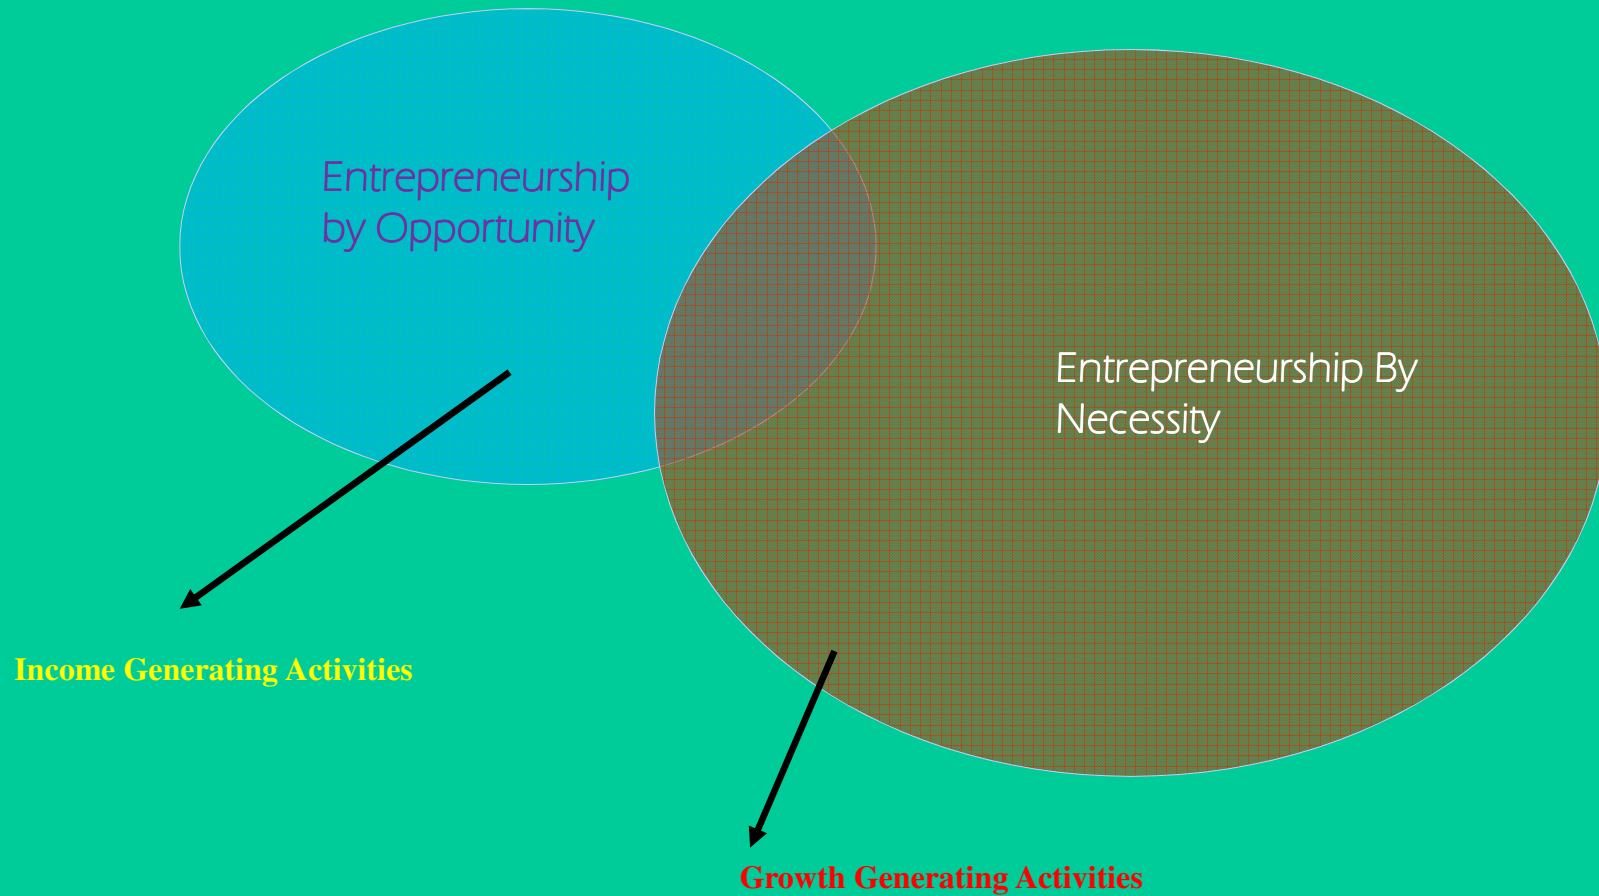 Entrepreneurship
by Opportunity
Entrepreneurship By
Necessity
Income Generating Activities
Growth Generating Activities